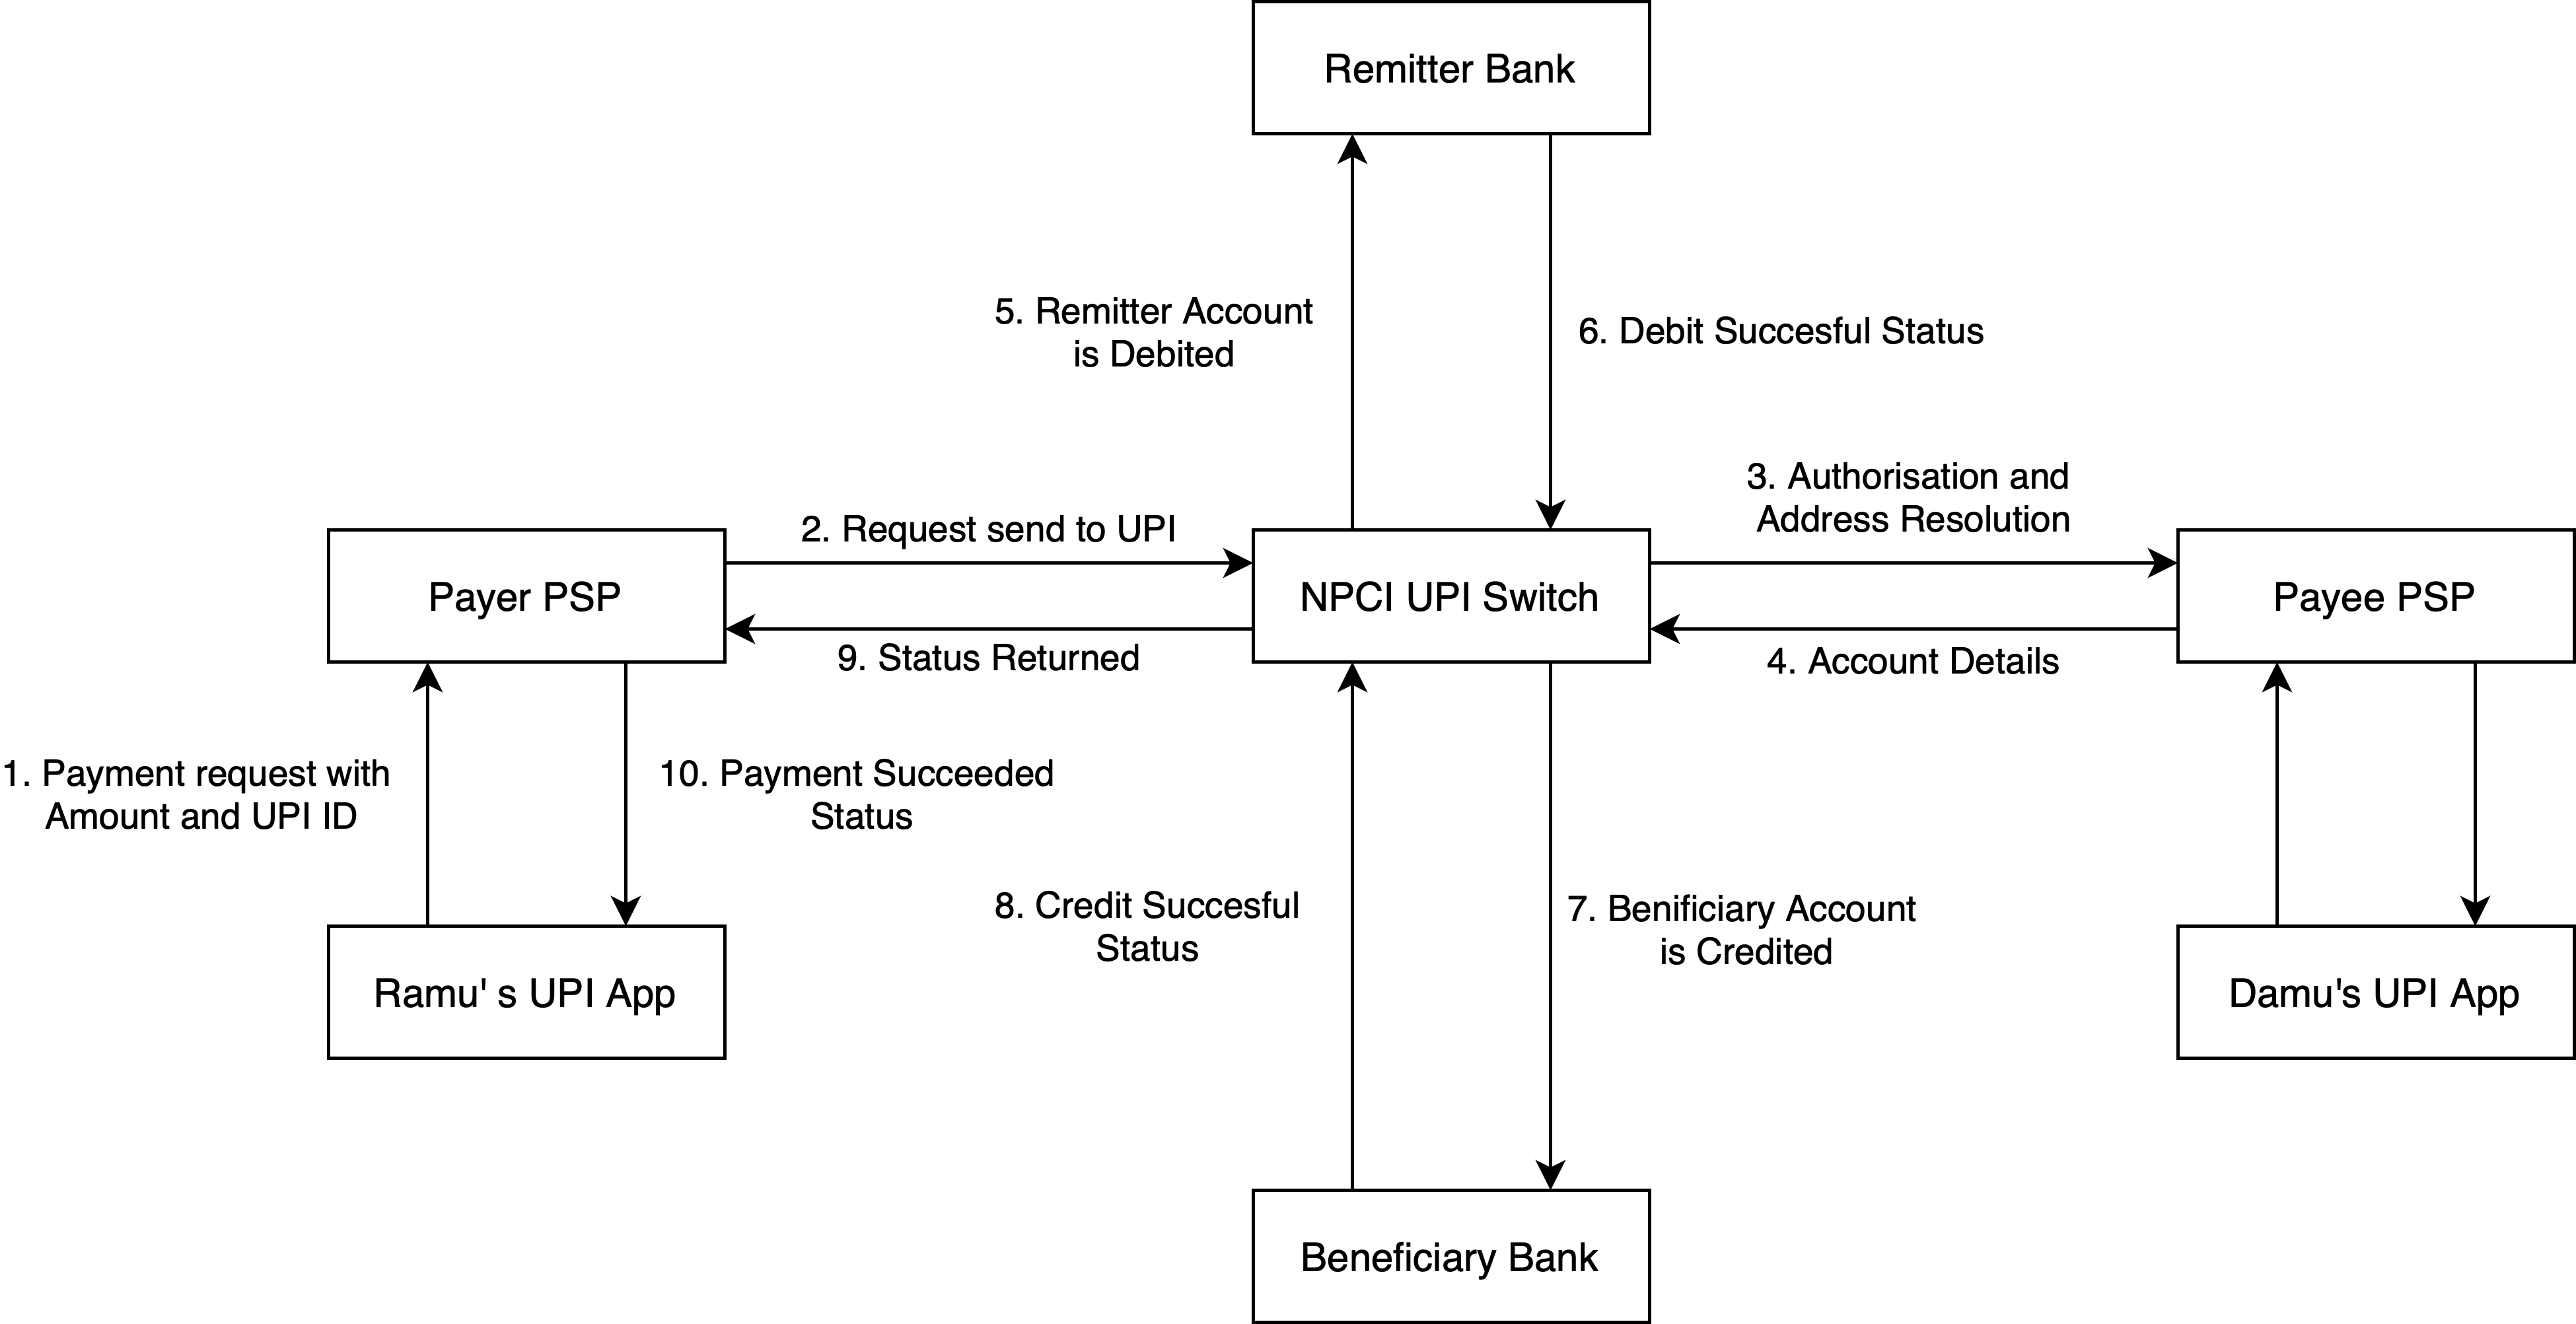 Remitter Bank
5. Remitter Account
is Debited
6. Debit Succesful Status
3. Authorisation and
Address Resolution
2. Request send to UPI
Payer PSP
NPCI UPI Switch
Payee PSP
9. Status Returned
4. Account Details
1. Payment request with
Amount and UPI ID
10. Payment Succeeded
Status
8. Credit Succesful
Status
7. Benificiary Account
is Credited
Ramu' s UPI App
Damu's UPI App
Beneficiary Bank